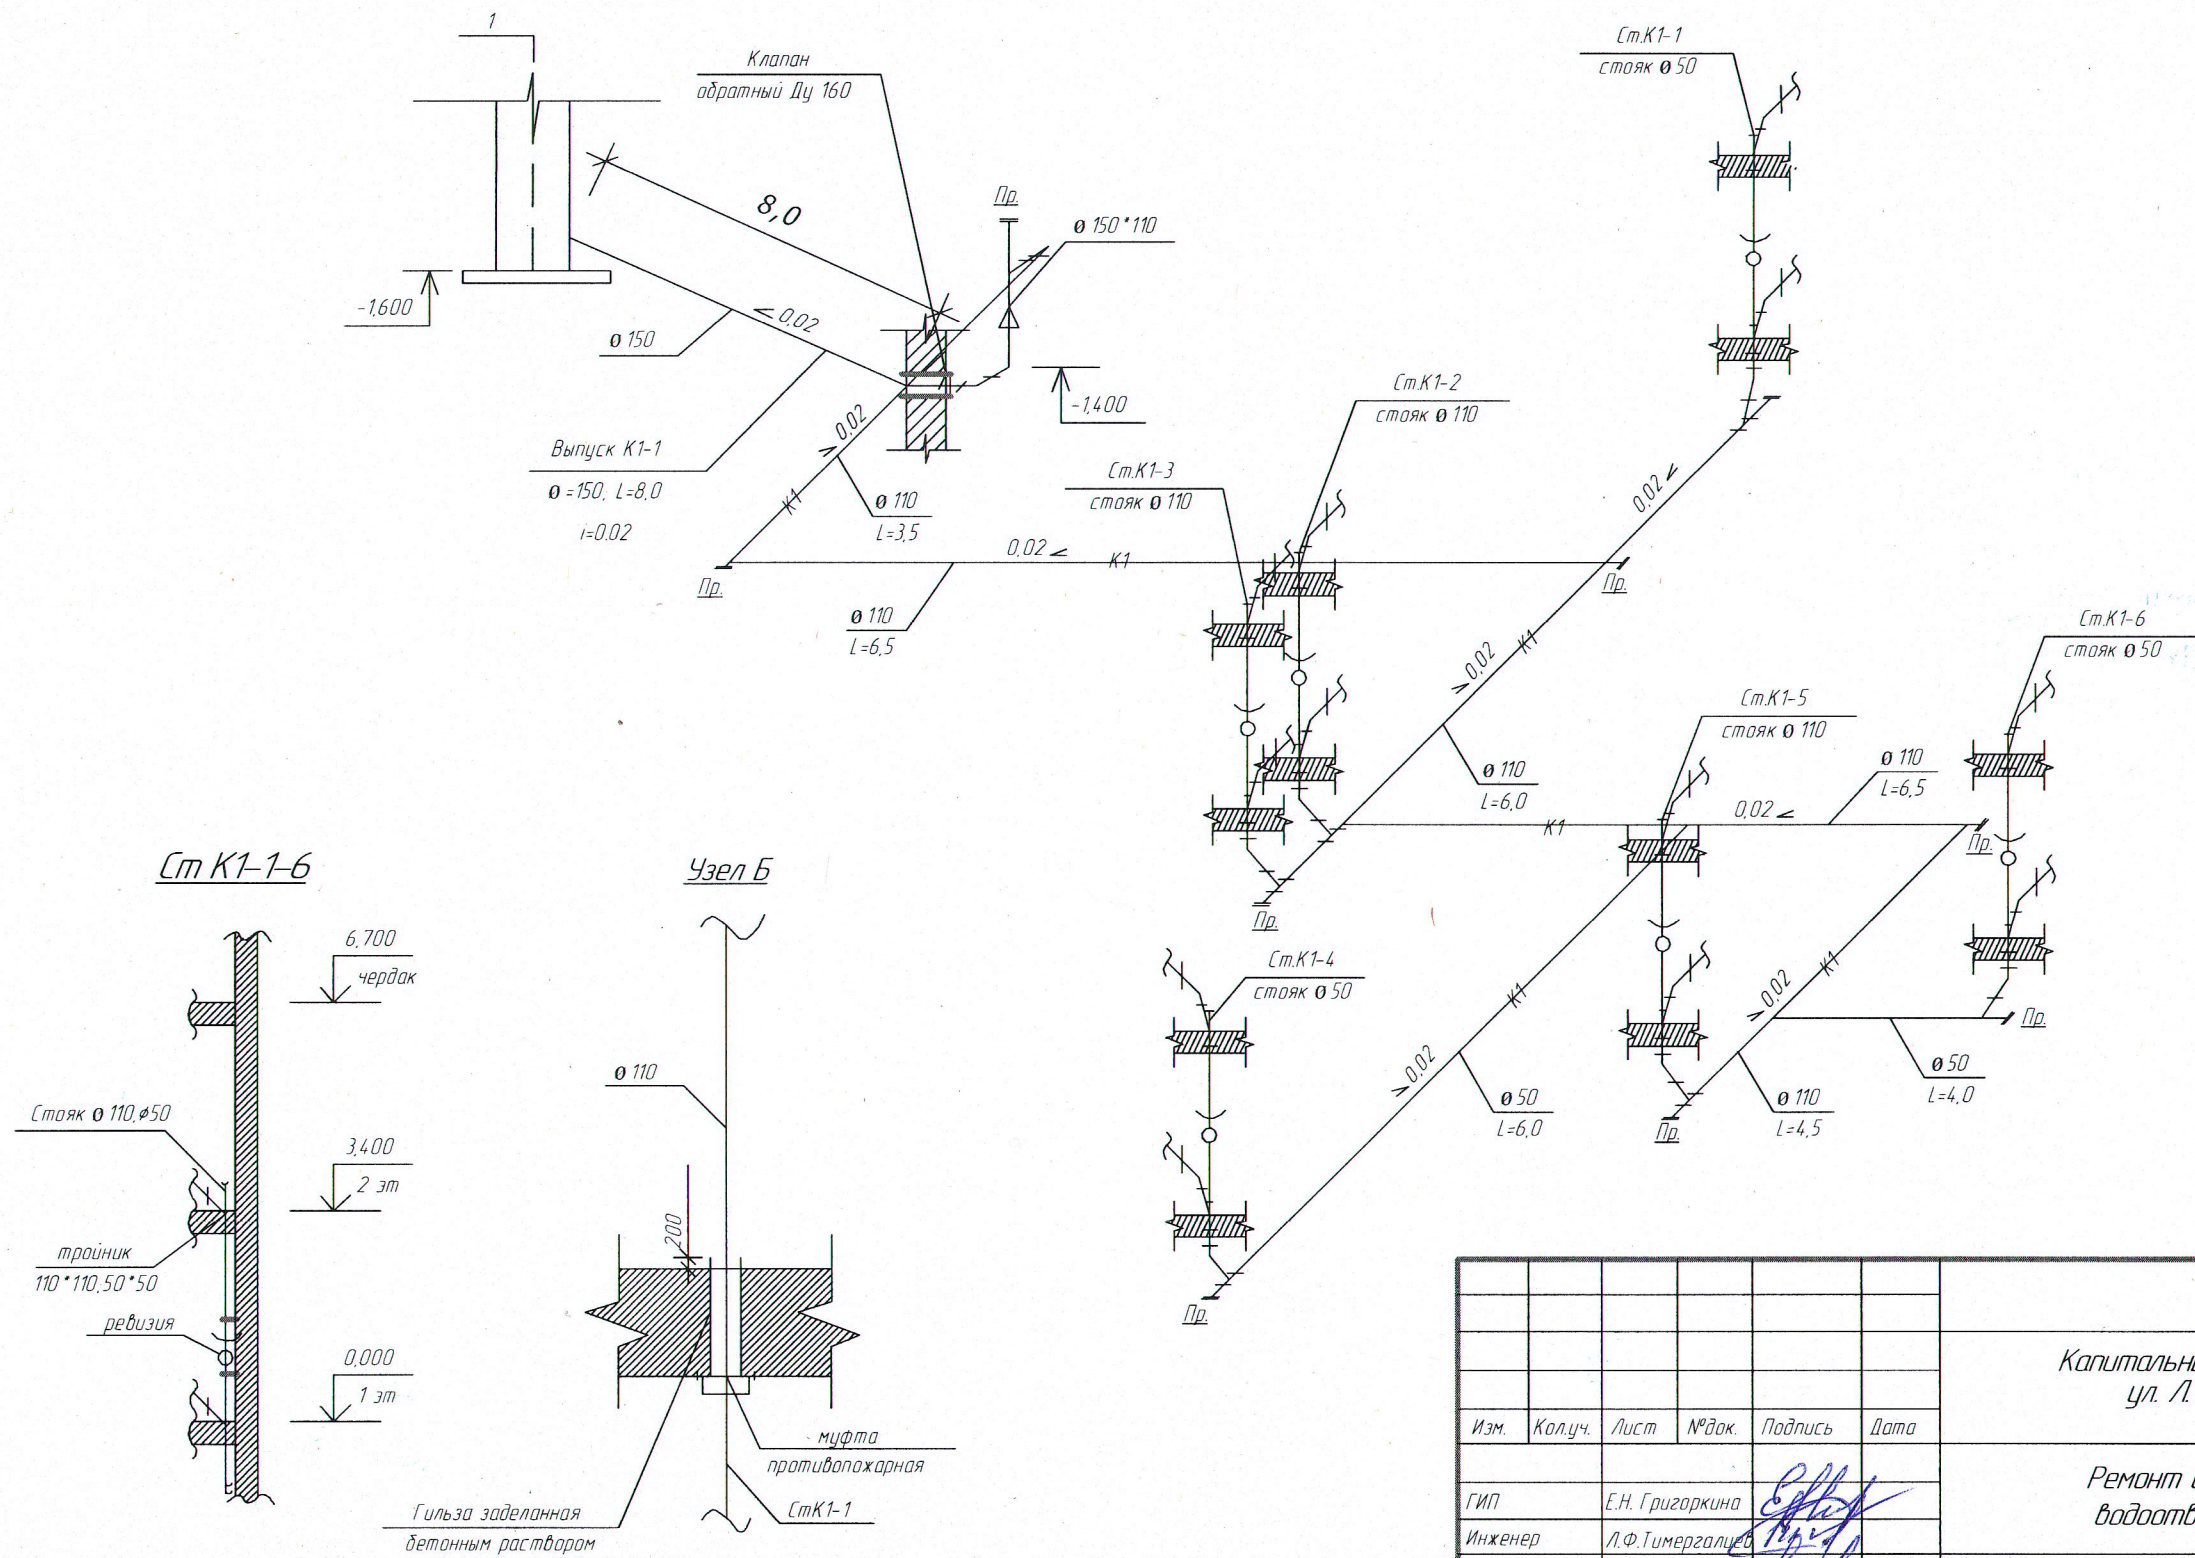 1
Клапан
обратный Ду 160
Ст.К1-1
стояк Ø 50
8,0
Пр.
Ø 150*110
-1,600
Ø 150
0,02
-1,400
Выпуск К1-1
Ø =150, L=8,0
i=0.02
0,02
К1
Ø 110
L=3,5
Ст.К1-2
стояк Ø 110
Ст.К1-3
стояк Ø 110
0,02
0,02
К1
Пр.
Пр.
Ø 110
L=6,5
0,02
К1
Ø 110
L=6,0
Ст.К1-6
стояк Ø 50
Ст.К1-5
стояк Ø 110
Ø 110
L=6,5
0,02
К1
Пр.
Пр.
Ст.К1-4
стояк Ø 50
К1
0,02
Ø 50
L=6,0
К1
0,02
Пр.
Ø 50
L=4,0
Ø 110
L=4,5
Пр.
Пр.
Ст К1-1-6
6,700
чердак
Стояк Ø 110,ø50
3,400
2 эт
тройник
110*110,50*50
ревизия
0,000
1 эт
Узел Б
Ø 110
200
муфта
противопожарная
СтК1-1
Гильза заделанная
бетонным раствором
Капитальн
ул. Л.
Изм. Кол.уч. Лист №док. Подпись Дата
Ремонт
водоотв
ГИП Е.Н. Григоркина
Инженер Л.Ф.Тимергалиев